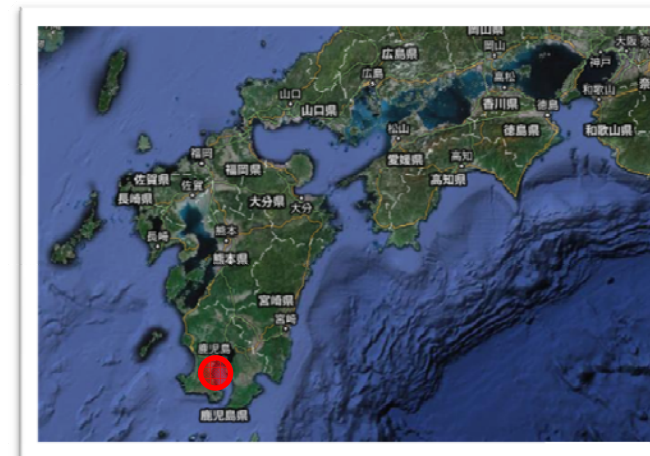 岡山県
大阪
岡山
広島県
神戸
広島
高松
山口
和歌山
香川県
山口県
徳島
松山
徳島県
和歌山県
福岡
愛媛県
高知
福岡県
佐賀県
高知県
佐賀
長崎県
大分県
大分
長崎
熊本
熊本県
宮崎県
宮崎
鹿児島
鹿児島県